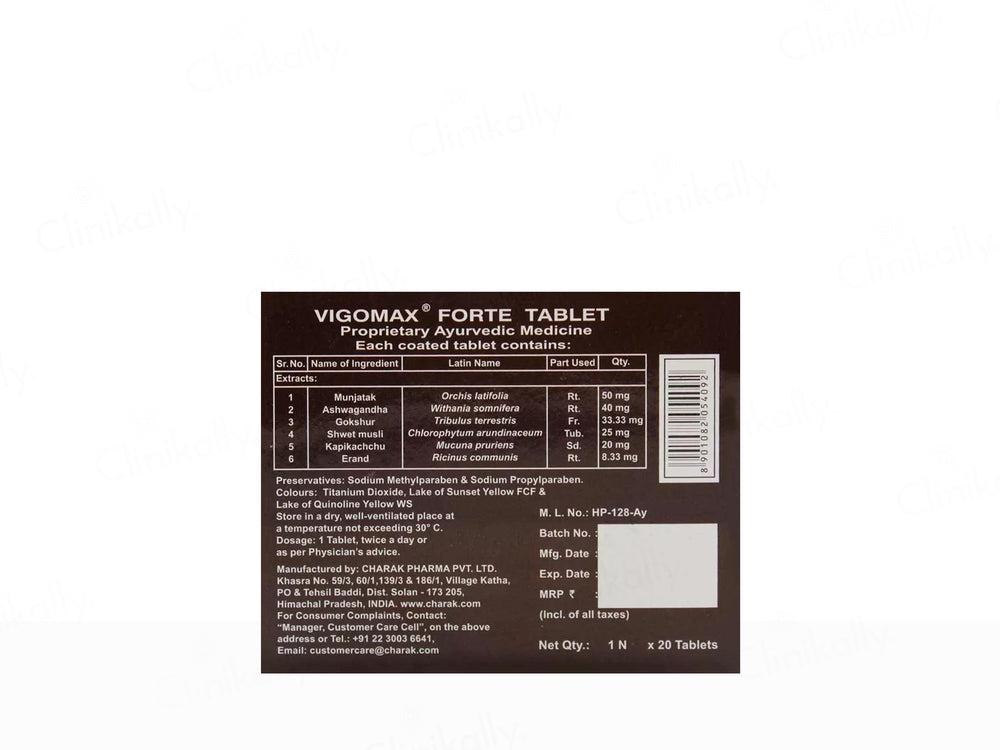 Clinikally.
Clinikally.
Clinikally.
Clinikally.
Clinikally.
Clinikally.
VIGOMAX® FORTE TABLET
Proprietary Ayurvedic Medicine
Each coated tablet contains:
Sr.No. Name of Ingredient Latin Name Part Used Qty.
Extracts:
1 Munjatak Orchis latifolia Rt. 50 mg
2 Ashwagandha Withania somnifera Rt. 40 mg
3 Gokshur Tribulus terrestris Fr. 33.33 mg
4 Shwet musli Chlorophytum arundinaceum Tub. 25 mg
5 Kapikachchu Mucuna pruriens Sd. 20 mg
6 Erand Ricinus communis Rt. 8.33 mg
8 901082 054092
Preservatives: Sodium Methylparaben & Sodium Propylparaben.
Colours: Titanium Dioxide, Lake of Sunset Yellow FCF &
Lake of Quinoline Yellow WS
Store in a dry, well-ventilated place at
a temperature not exceeding 30° C.
Dosage: 1 Tablet, twice a day or
as per Physician's advice.
Manufactured by: CHARAK PHARMA PVT. LTD.
Khasra No. 59/3, 60/1,139/3 & 186/1, Village Katha,
PO & Tehsil Baddi, Dist. Solan - 173 205,
Himachal Pradesh, INDIA. www.charak.com
For Consumer Complaints, Contact:
"Manager, Customer Care Cell", on the above
address or Tel.: +91 22 3003 6641,
Email: customercare@charak.com
M. L. No.: HP-128-Ay
Batch No. :
Mfg. Date :
Exp. Date :
MRP ₹ :
(Incl. of all taxes)
Net Qty.: 1 N x 20 Tablets